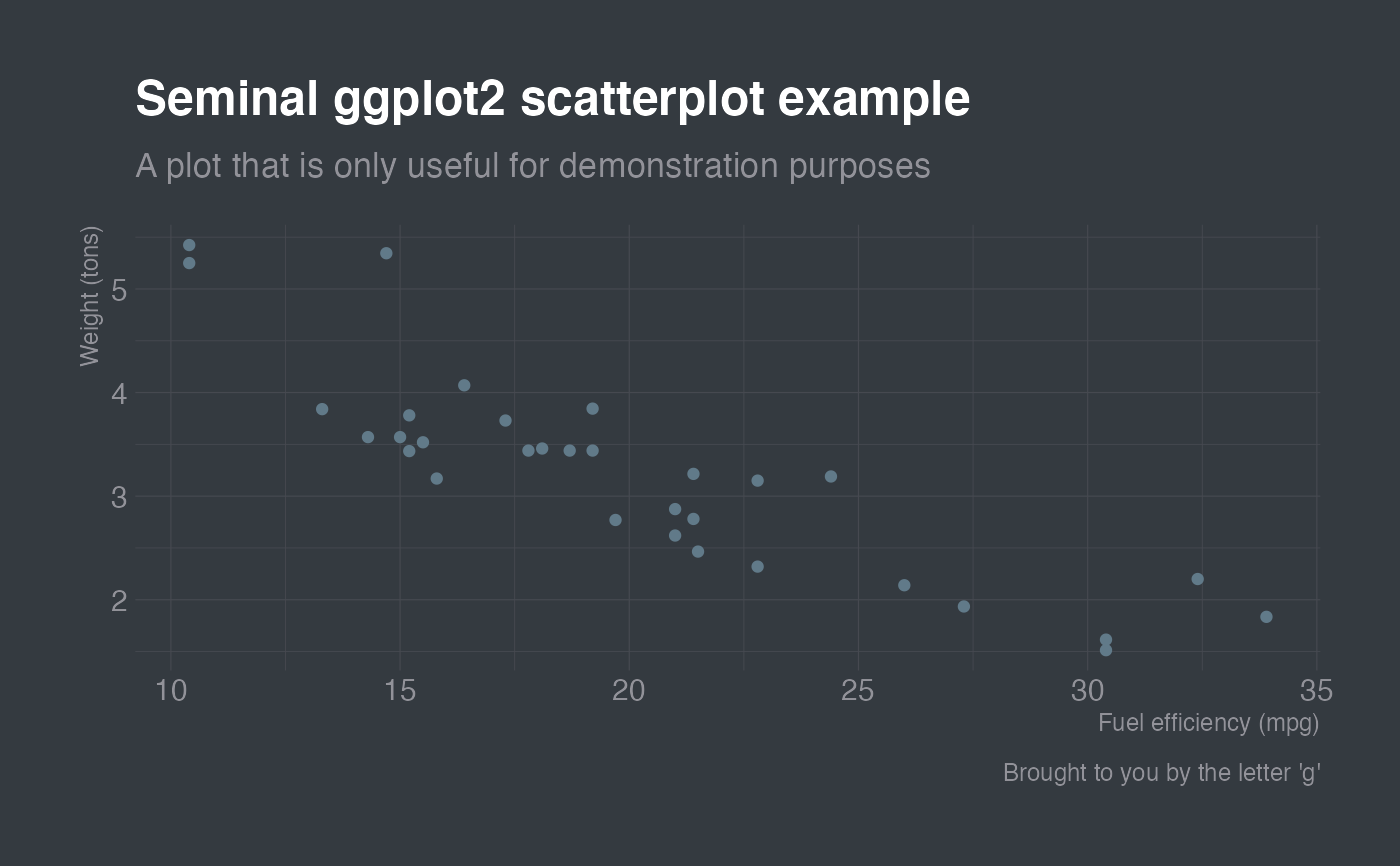 Seminal ggplot2 scatterplot example
A plot that is only useful for demonstration purposes
Weight (tons)
5
4
3
2
10 15 20 25 30 35
Fuel efficiency (mpg)
Brought to you by the letter 'g'